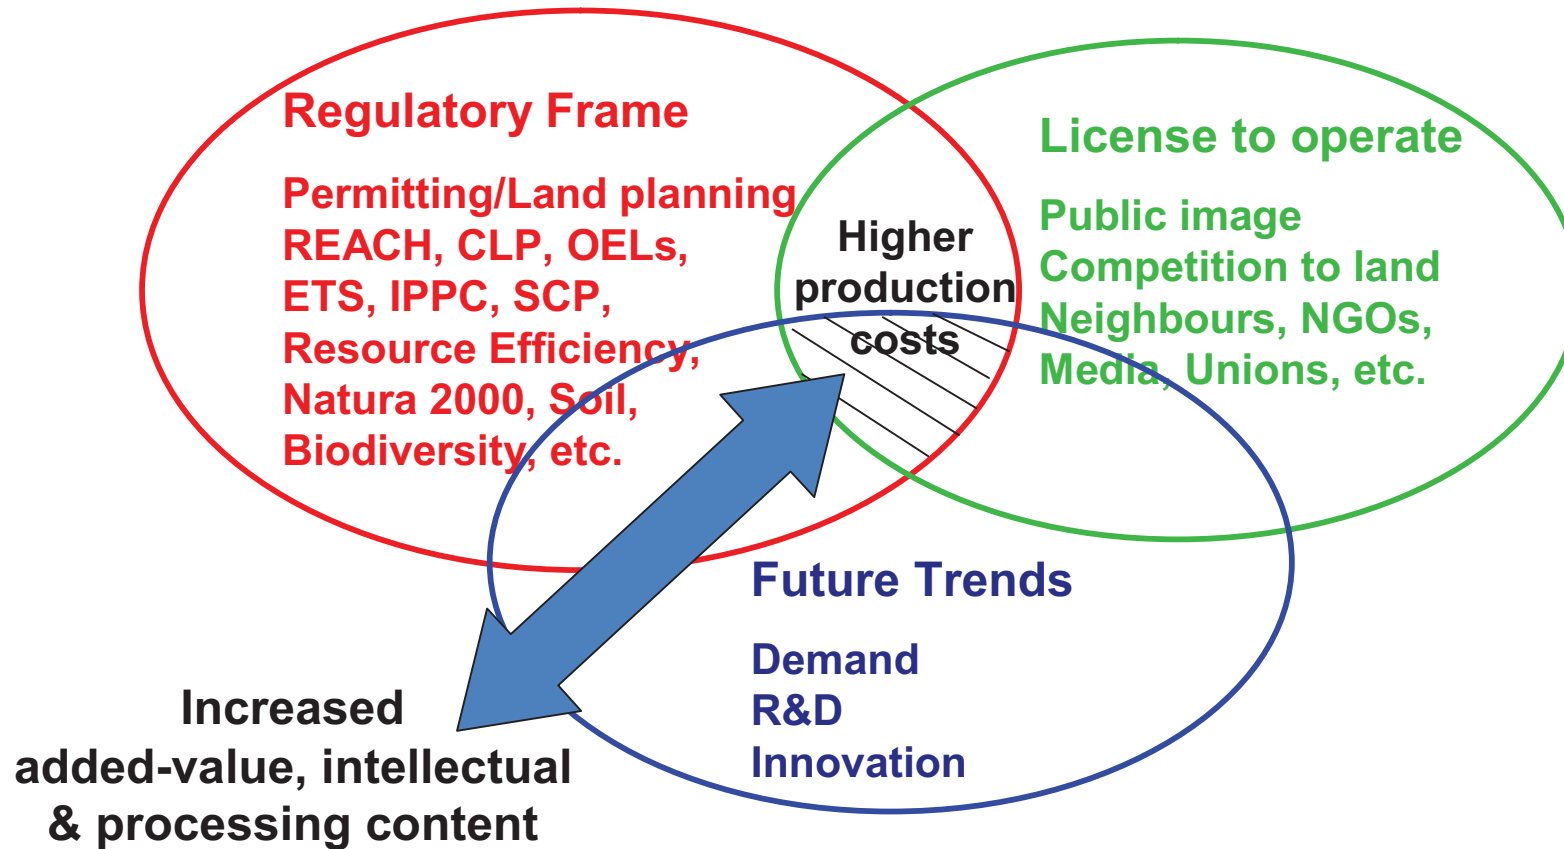 Regulatory Frame
Permitting/Land planning
REACH, CLP, OELs,
ETS, IPPC, SCP,
Resource Efficiency,
Natura 2000, Soil,
Biodiversity, etc.
License to operate
Public image
Competition to land
Neighbours, NGOs,
Media, Unions, etc.
Higher
production
costs
Future Trends
Demand
R&D
Innovation
Increased
added-value, intellectual
& processing content